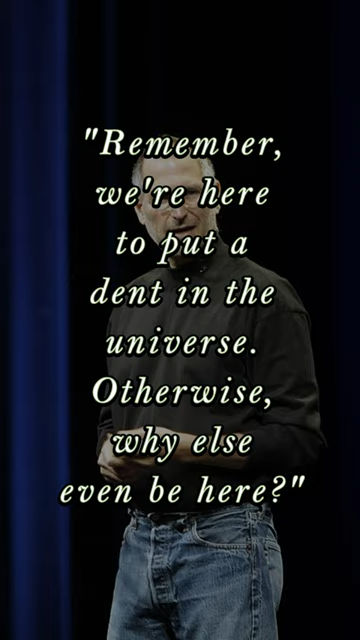 "Remember,
we're here
to put a
dent in the
universe.
Otherwise,
why else
even be here?"